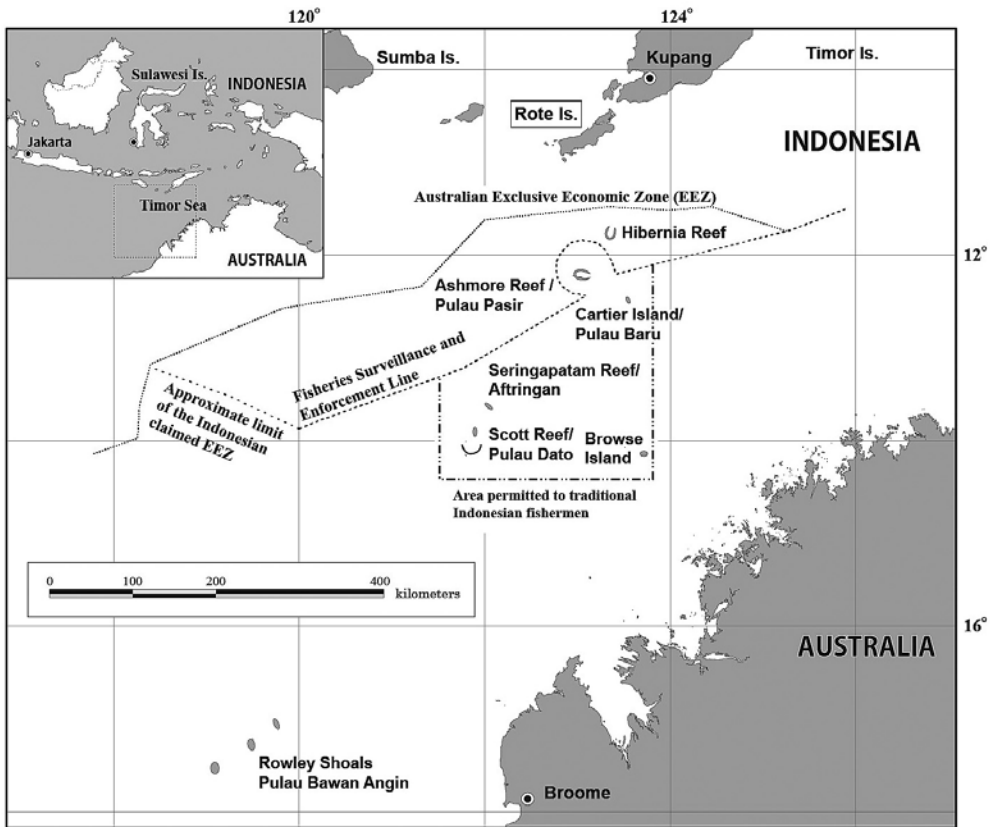 120°
124°
Sulawesi Is.
INDONESIA
Jakarta
Timor Sea
AUSTRALIA
Sumba Is.
Kupang
Timor Is.
Rote Is.
INDONESIA
Australian Exclusive Economic Zone (EEZ)
Hibernia Reef
12°
Ashmore Reef /
Pulau Pasir
Cartier Island/
Pulau Baru
Fisheries Surveillance and
Enforcement Line
Seringapatam Reef/
Aftringan
Approximate limit
of the Indonesian
claimed EEZ
Scott Reef/
Pulau Dato
Browse
Island
Area permitted to traditional
Indonesian fishermen
0 100 200 400
kilometers
16°
AUSTRALIA
Rowley Shoals
Pulau Bawan Angin
Broome